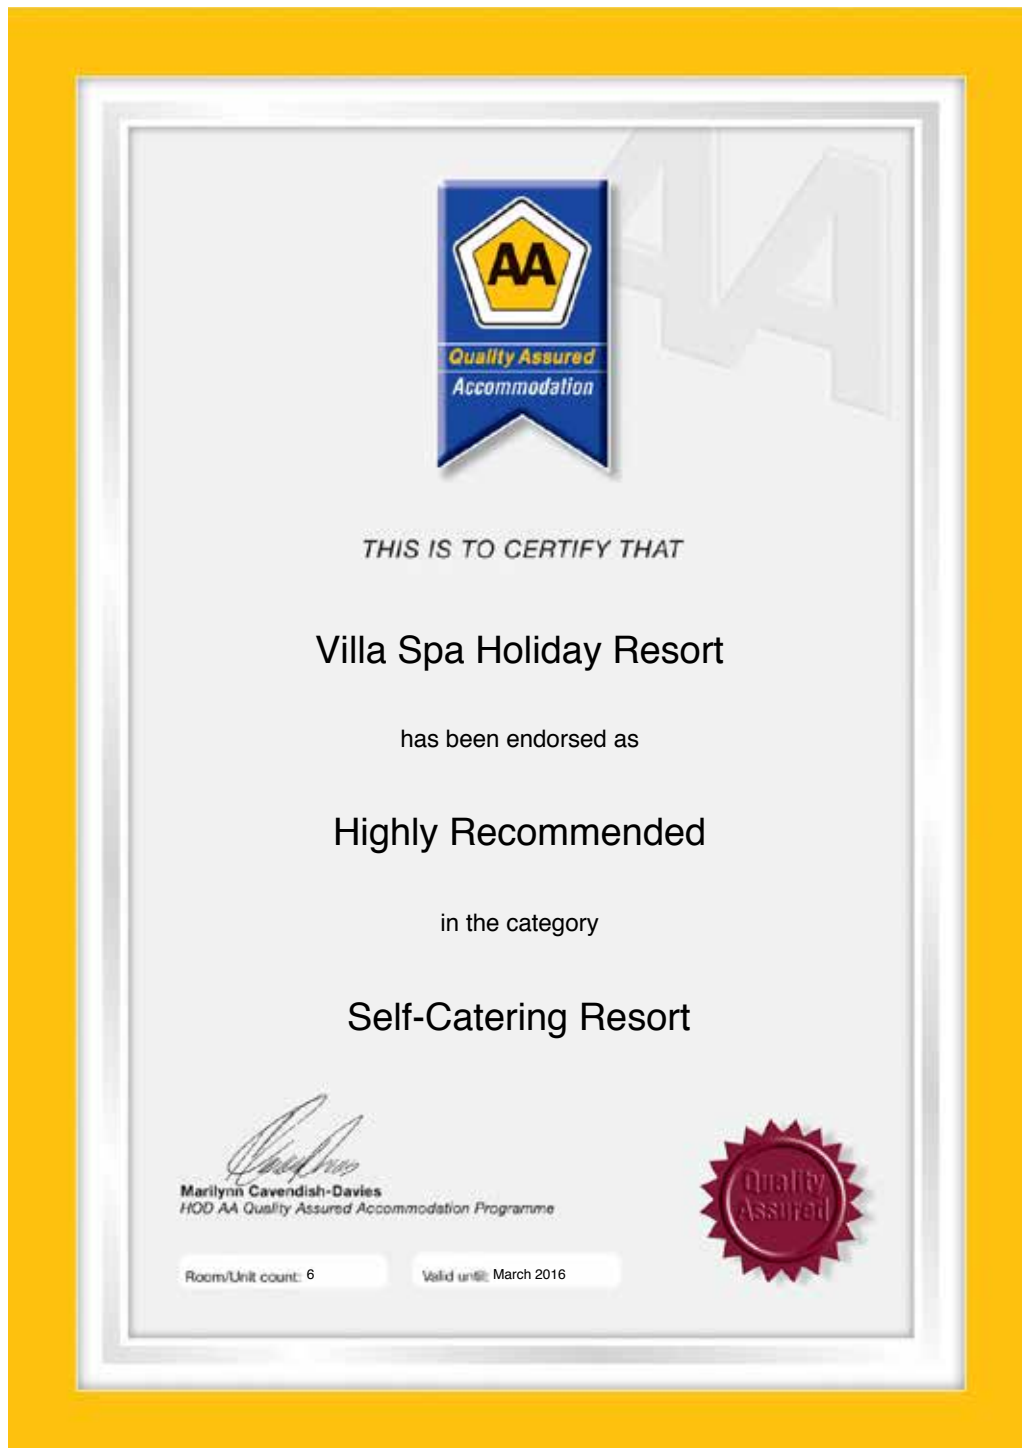 AA
Quality Assured
Accommodation
THIS IS TO CERTIFY THAT
Villa Spa Holiday Resort
has been endorsed as
Highly Recommended
in the category
Self-Catering Resort
Marilynn Cavendish-Davies
HOD AA Quality Assured Accommodation Programme
Quality
Assured
Room/Unit count: 6
Valid until: March 2016